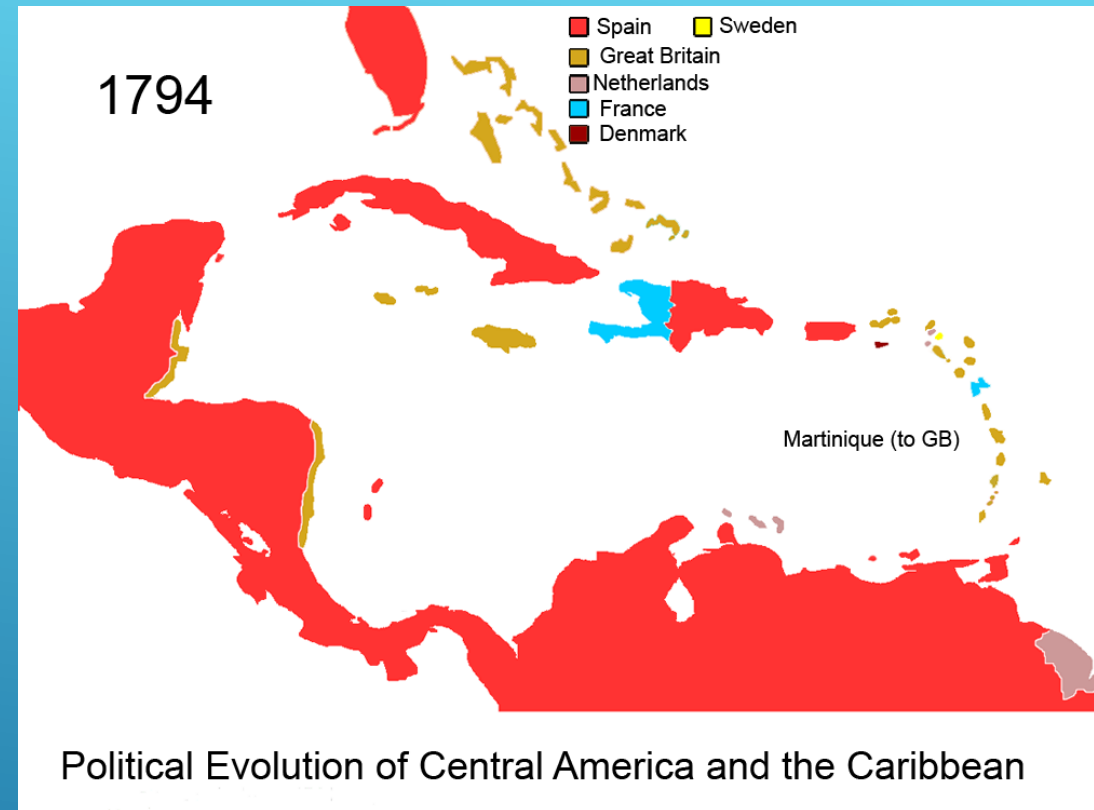 1794
Spain
Sweden
Great Britain
Netherlands
France
Denmark
Martinique (to GB)
Political Evolution of Central America and the Caribbean